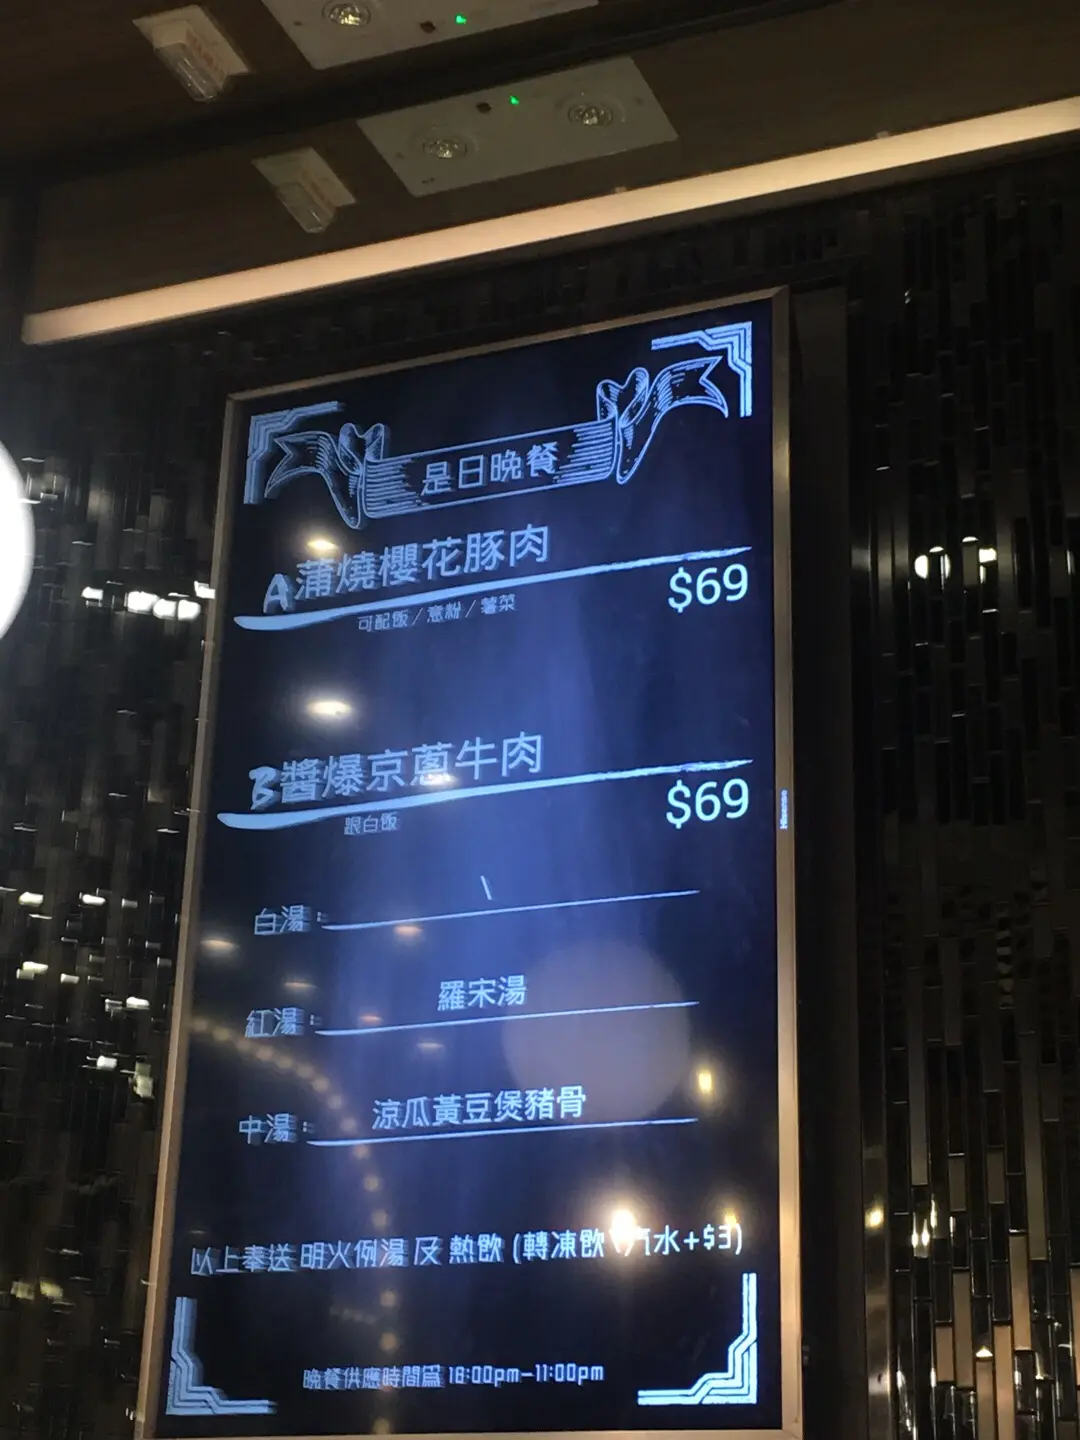 是日晚餐
A蒲燒櫻花豚肉
$69
可配飯/意粉/薯菜
B醬爆京蔥牛肉
$69
跟白飯
白湯: \
紅湯: 羅宋湯
中湯: 涼瓜黃豆煲豬骨
以上奉送 明火例湯 及 熱飲 (轉凍飲 汽水+$3)
晚餐供應時間爲 18:00pm-11:00pm
Hisense